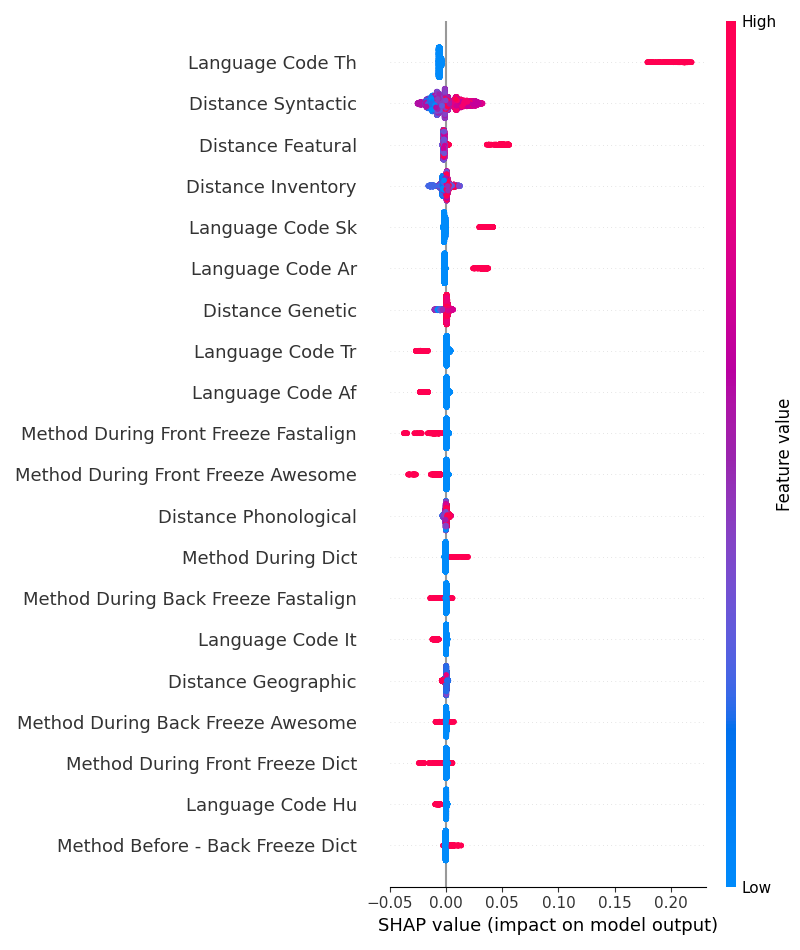 High
Language Code Th
Distance Syntactic
Distance Featural
Distance Inventory
Language Code Sk
Language Code Ar
Distance Genetic
Language Code Tr
Language Code Af
Method During Front Freeze Fastalign
Method During Front Freeze Awesome
Distance Phonological
Method During Dict
Method During Back Freeze Fastalign
Language Code It
Distance Geographic
Method During Back Freeze Awesome
Method During Front Freeze Dict
Language Code Hu
Method Before - Back Freeze Dict
Feature value
Low
−0.05 0.00 0.05 0.10 0.15 0.20
SHAP value (impact on model output)